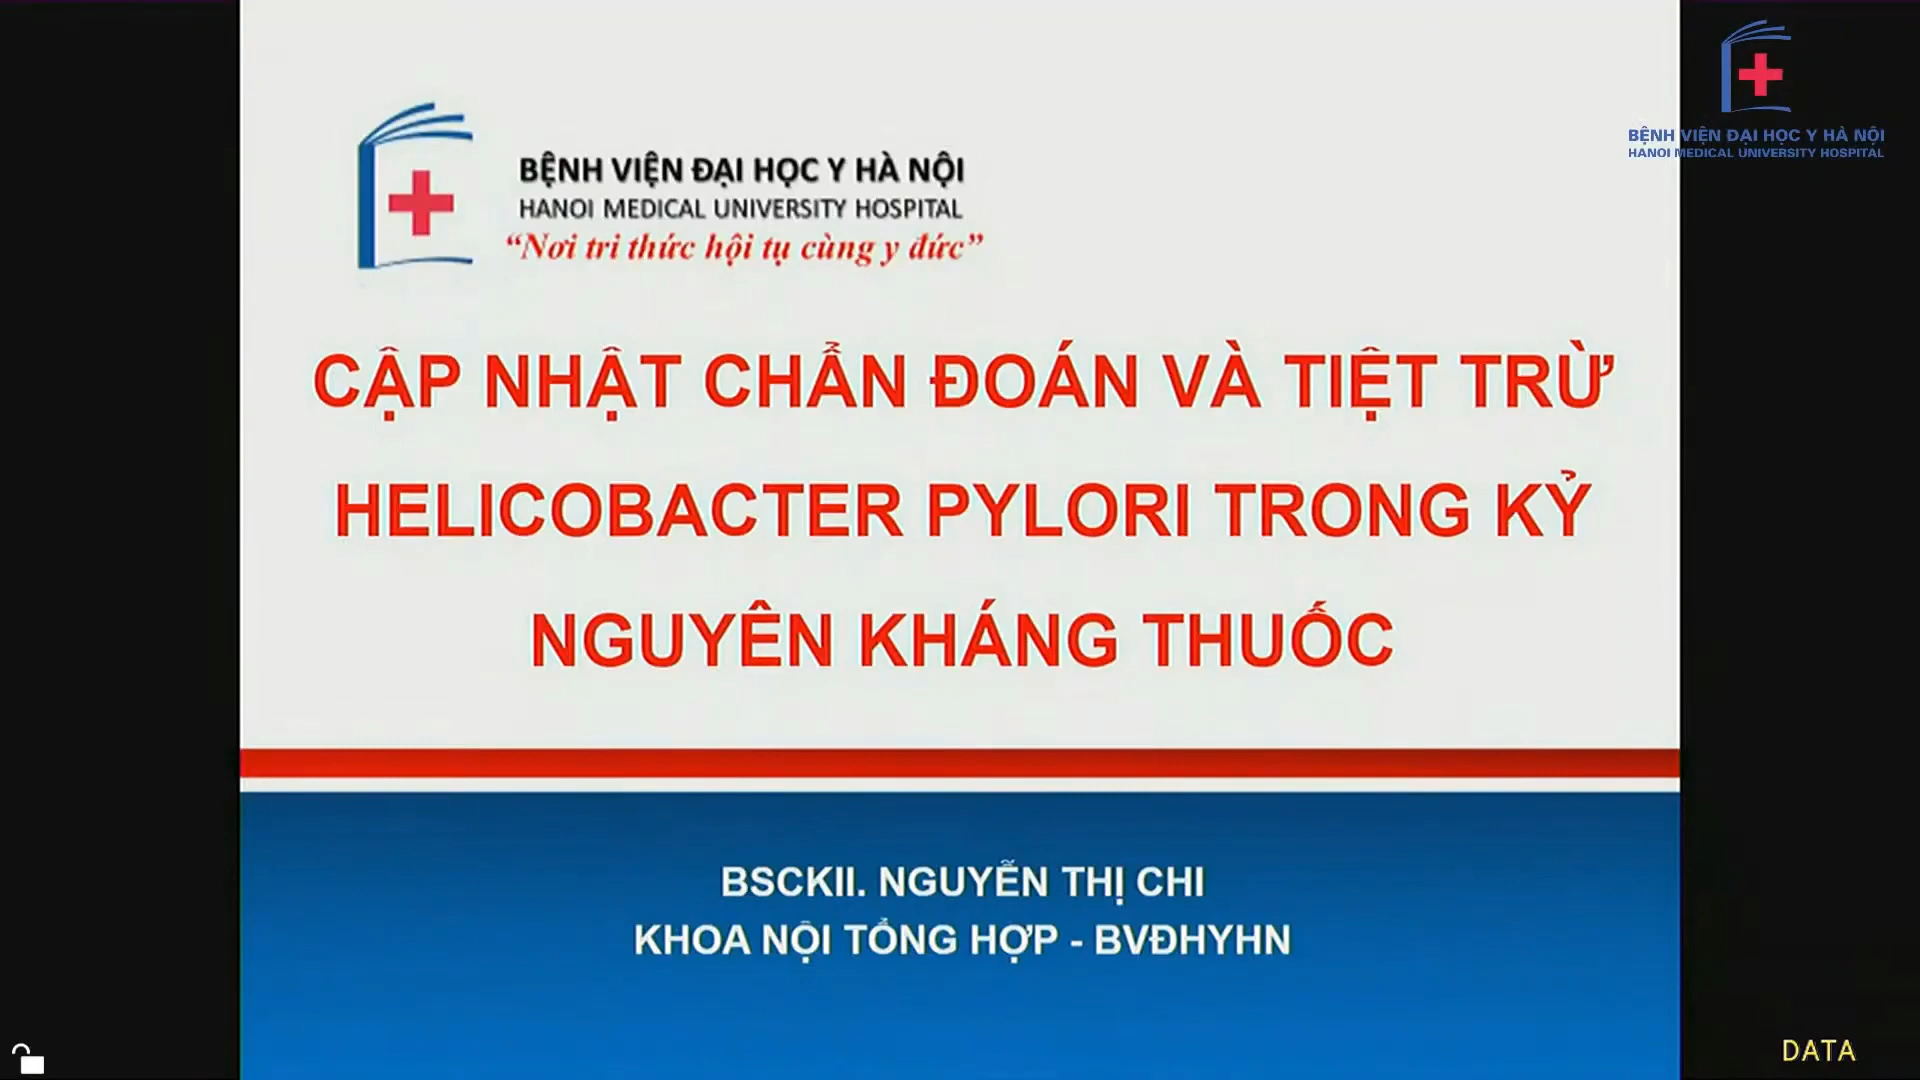 BỆNH VIỆN ĐẠI HỌC Y HÀ NỘI
HANOI MEDICAL UNIVERSITY HOSPITAL
BỆNH VIỆN ĐẠI HỌC Y HÀ NỘI
HANOI MEDICAL UNIVERSITY HOSPITAL
“Nơi tri thức hội tụ cùng y đức”
CẬP NHẬT CHẨN ĐOÁN VÀ TIỆT TRỪ
HELICOBACTER PYLORI TRONG KỶ
NGUYÊN KHÁNG THUỐC
BSCKII. NGUYỄN THỊ CHI
KHOA NỘI TỔNG HỢP - BVĐHYHN
DATA